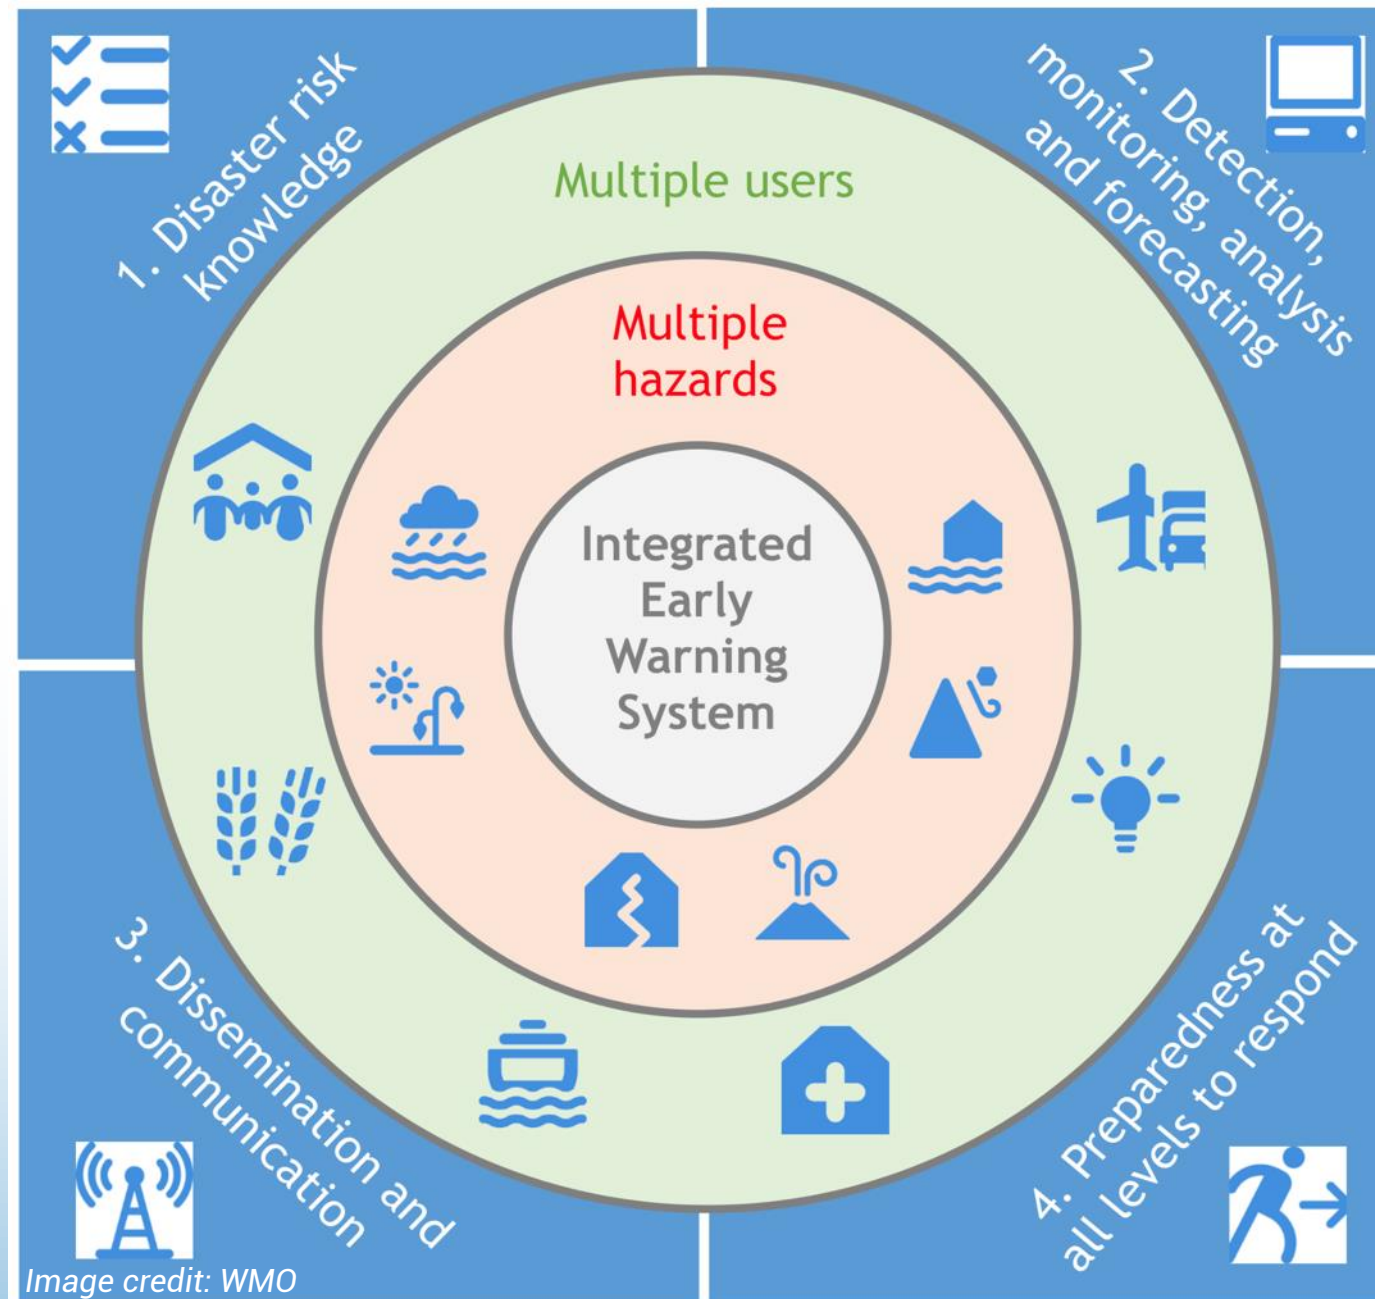 1. Disaster risk
knowledge
2. Detection,
monitoring, analysis
and forecasting
Multiple users
Multiple
hazards
Integrated
Early
Warning
System
3. Dissemination and
communication
4. Preparedness at
all levels to respond
Image credit: WMO